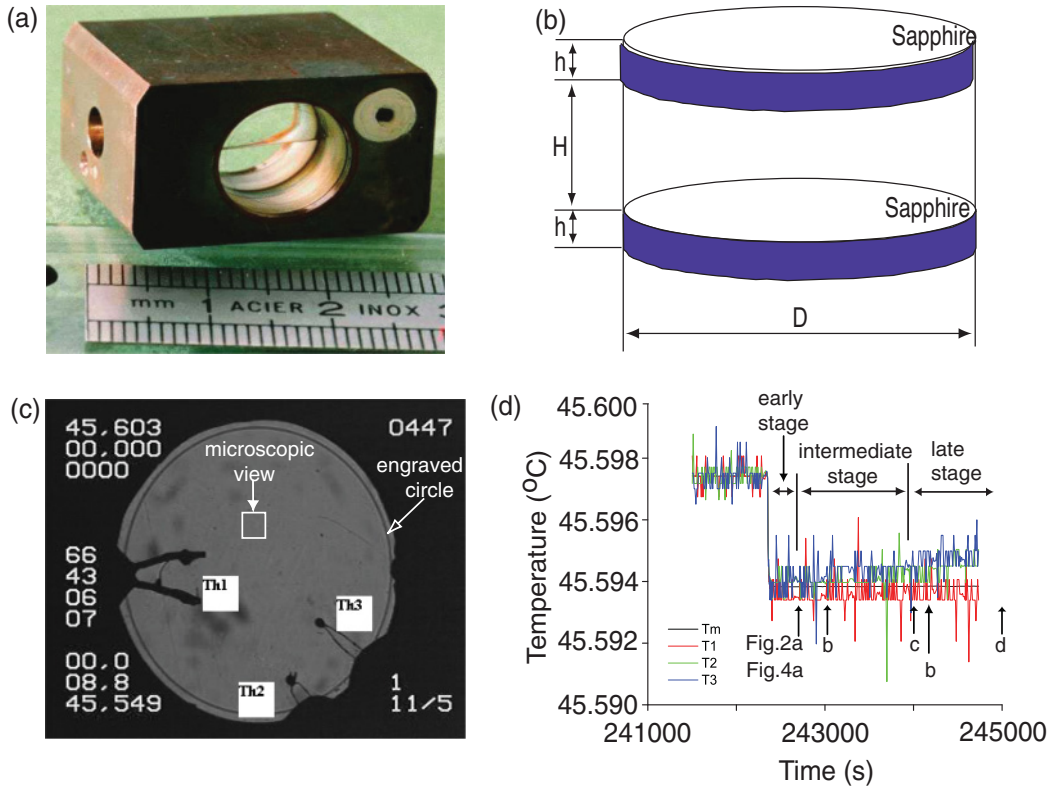 (a)
mm 1 ACIER 2 INOX 3
(b)
Sapphire
h
H
Sapphire
h
D
(c)
45,603
00,000
0000
0447
microscopic
view
engraved
circle
66
43
06
07
Th1
Th3
Th2
00,0
08,8
45,549
1
11/5
(d)
45.600
45.598
45.596
45.594
45.592
45.590
Temperature (°C)
early
stage
intermediate
stage
late
stage
Tm
T1
T2
T3
Fig.2a
Fig.4a
b
c
b
d
241000
243000
245000
Time (s)